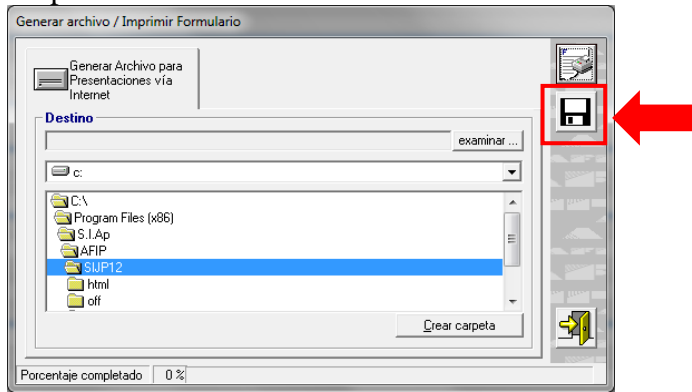 Generar archivo / Imprimir Formulario
Generar Archivo para
Presentaciones vía
Internet
Destino
examinar ...
c:
C:\
Program Files (x86)
S.I.Ap
AFIP
SIJP12
html
off
Crear carpeta
Porcentaje completado 0 %